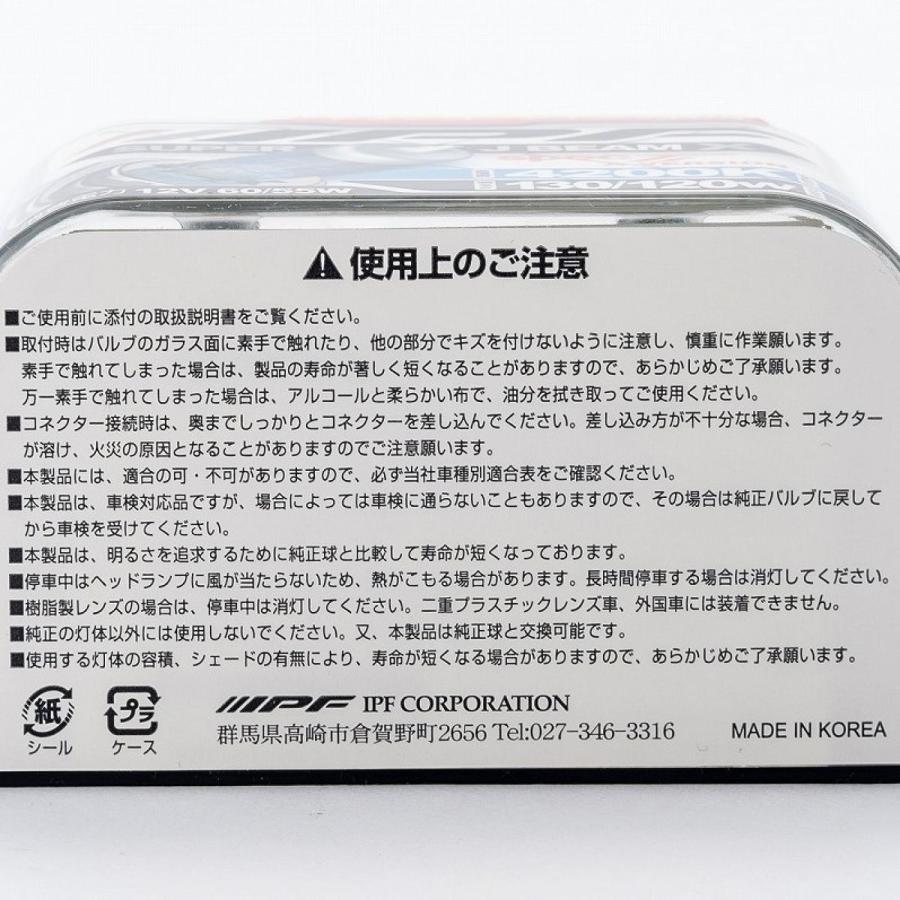 SUPER J BEAM X
4200K
12V 60/55W
130/120W
使用上のご注意
■ご使用前に添付の取扱説明書をご覧ください。
■取付時はバルブのガラス面に素手で触れたり、他の部分でキズを付けないように注意し、慎重に作業願います。
素手で触れてしまった場合は、製品の寿命が著しく短くなることがありますので、あらかじめご了承願います。
万一素手で触れてしまった場合は、アルコールと柔らかい布で、油分を拭き取ってご使用ください。
■コネクター接続時は、奥までしっかりとコネクターを差し込んでください。差し込み方が不十分な場合、コネクター
が溶け、火災の原因となることがありますのでご注意願います。
■本製品には、適合の可・不可がありますので、必ず当社車種別適合表をご確認ください。
■本製品は、車検対応品ですが、場合によっては車検に通らないこともありますので、その場合は純正バルブに戻して
から車検を受けてください。
■本製品は、明るさを追求するために純正球と比較して寿命が短くなっております。
■停車中はヘッドランプに風が当たらないため、熱がこもる場合があります。長時間停車する場合は消灯してください。
■樹脂製レンズの場合は、停車中は消灯してください。二重プラスチックレンズ車、外国車には装着できません。
■純正の灯体以外には使用しないでください。又、本製品は純正球と交換可能です。
■使用する灯体の容積、シェードの有無により、寿命が短くなる場合がありますので、あらかじめご了承願います。
紙
シール
プラ
ケース
IPF IPF CORPORATION
群馬県高崎市倉賀野町2656 Tel:027-346-3316
MADE IN KOREA